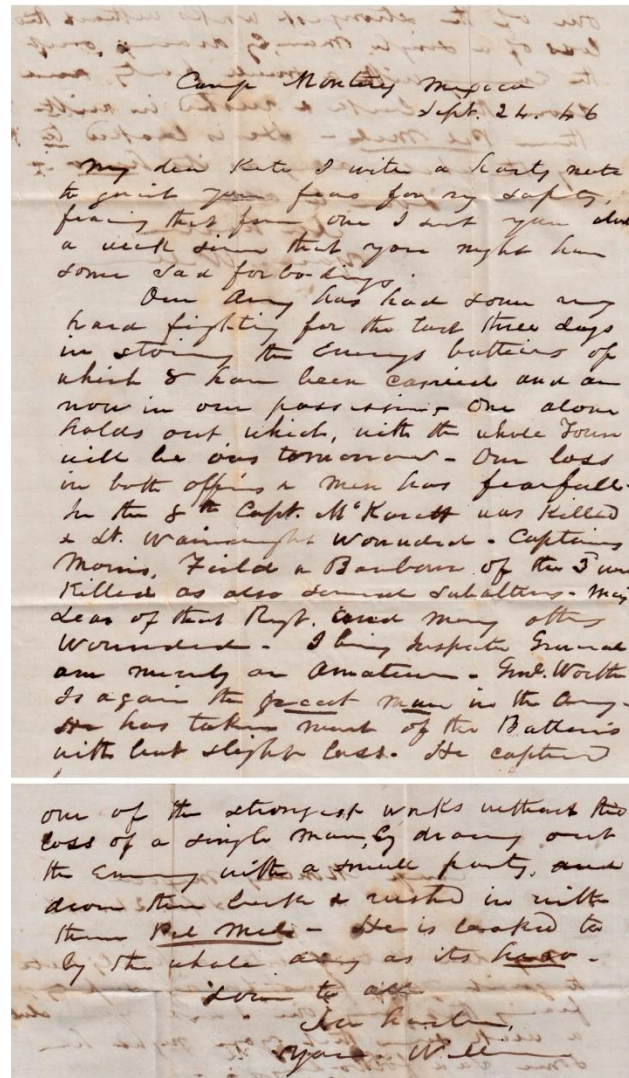 Camp Monterey Mexico
Sept. 24. 46
My dear Kate I write a hasty note
to quiet your fears for my safety,
fearing that from one I sent you abt
a week since that you might have
some sad forbodings.
Our Army has had some very
hard fighting for the last three days
in storming the Enemys batteries of
which 8 have been carried and are
now in our possession - One alone
holds out, which, with the whole Town
will be ours tomorrow - Our loss
in both officers & men has fearfull -
In the 8th Capt. McKavett was killed
& Lt. Wainwright wounded - Captains
Morris, Field & Barbour of the 3
Killed as also several subalterns - Maj
Lear of that Regt. and many others
Wounded - I being Inspector General
am merely an Amateur - Genl. Worth
Is again the great man in the Army -
He has taken most of the Batteries
with but slight loss. He captured
one of the strongest works without the
loss of a single man, by drawing out
the Enemy with a small party, and
drove them back & rushed in with
them Pel Mel - He is looked to
by the whole army as its hero -
Love to all
In haste,
Yours